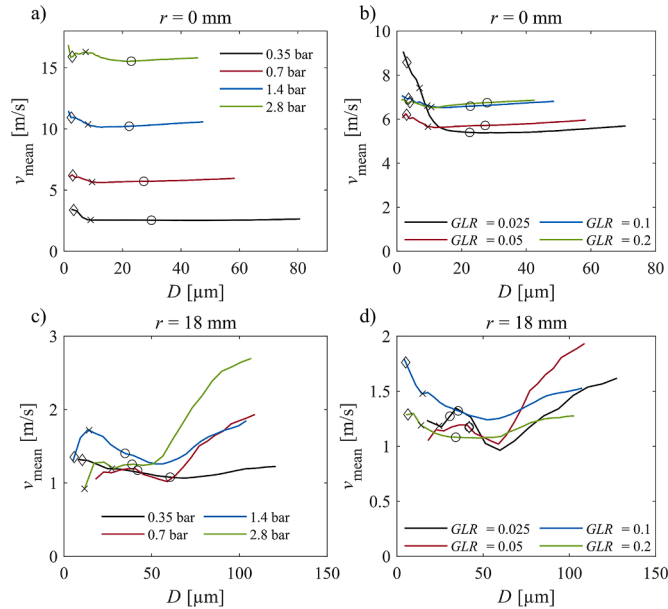 a)
r = 0 mm
15
10
5
0
0
20
40
60
80
v_mean [m/s]
D [µm]
0.35 bar
0.7 bar
1.4 bar
2.8 bar
b)
r = 0 mm
10
8
6
4
2
0
0
20
40
60
80
v_mean [m/s]
D [µm]
GLR = 0.025
GLR = 0.1
GLR = 0.05
GLR = 0.2
c)
r = 18 mm
3
2
1
0
0
50
100
150
v_mean [m/s]
D [µm]
0.35 bar
1.4 bar
0.7 bar
2.8 bar
d)
r = 18 mm
2
1.5
1
0.5
0
0
50
100
150
v_mean [m/s]
D [µm]
GLR = 0.025
GLR = 0.1
GLR = 0.05
GLR = 0.2